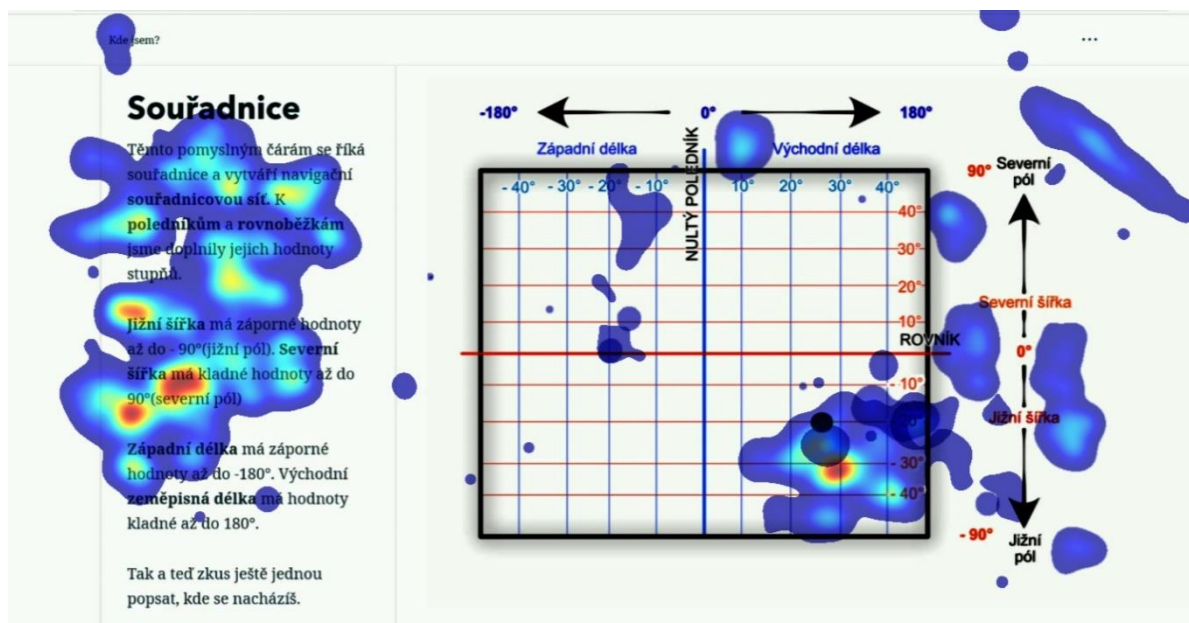 Kde jsem?
...
Souřadnice
Těmto pomyslným čárám se říká
souřadnice a vytváří navigační
souřadnicovou síť. K
poledníkům a rovnoběžkám
jsme doplnily jejich hodnoty
stupňů.
Jižní šířka má záporné hodnoty
až do - 90°(jižní pól). Severní
šířka má kladné hodnoty až do
90°(severní pól)
Západní délka má záporné
hodnoty až do -180°. Východní
zeměpisná délka má hodnoty
kladné až do 180°.
Tak a teď zkus ještě jednou
popsat, kde se nacházíš.
-180° 0° 180°
Západní délka Východní délka
NULTÝ POLEDNÍK
- 40° - 30° - 20° - 10° 10° 20° 30° 40°
40°
30°
20°
10°
ROVNÍK
- 10°
- 30°
- 40°
90° Severní
pól
Severní šířka
0°
Jižní šířka
- 90° Jižní
pól